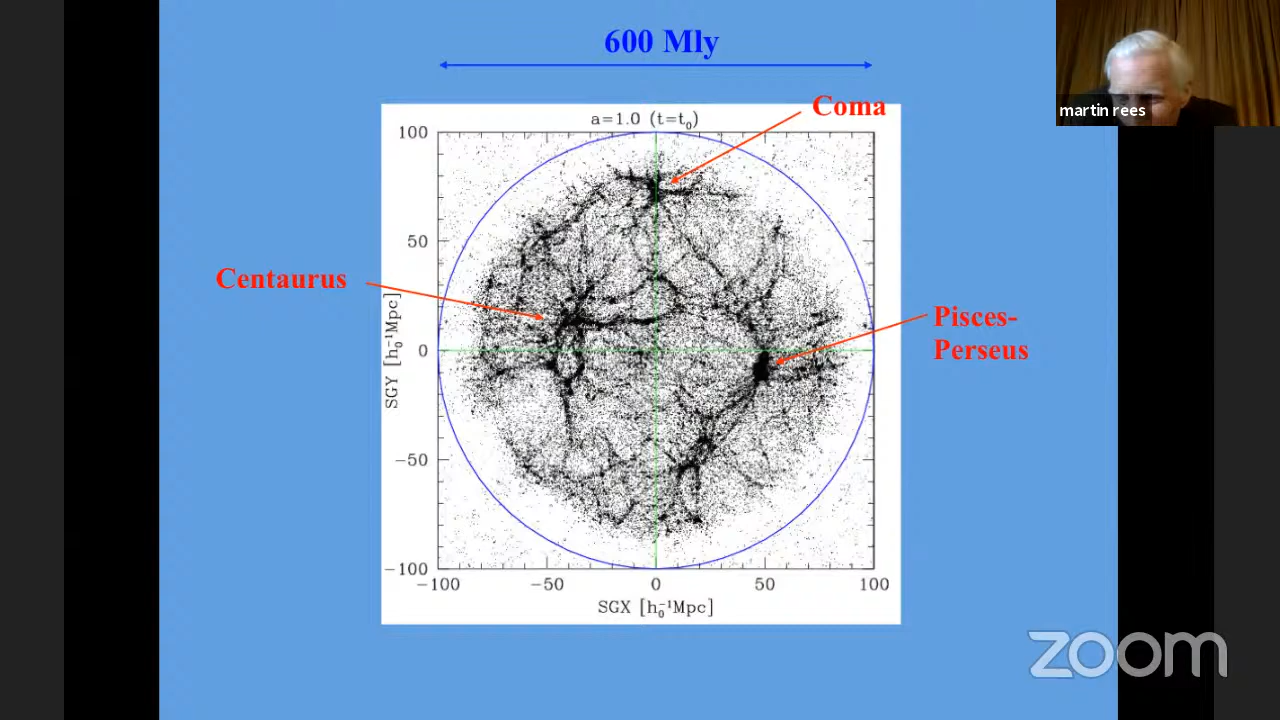 600 Mly
martin rees
Coma
a=1.0 (t=t₀)
100
50
0
−50
−100
SGY [h₀⁻¹Mpc]
Centaurus
Pisces-
Perseus
−100 −50 0 50 100
SGX [h₀⁻¹Mpc]
zoom